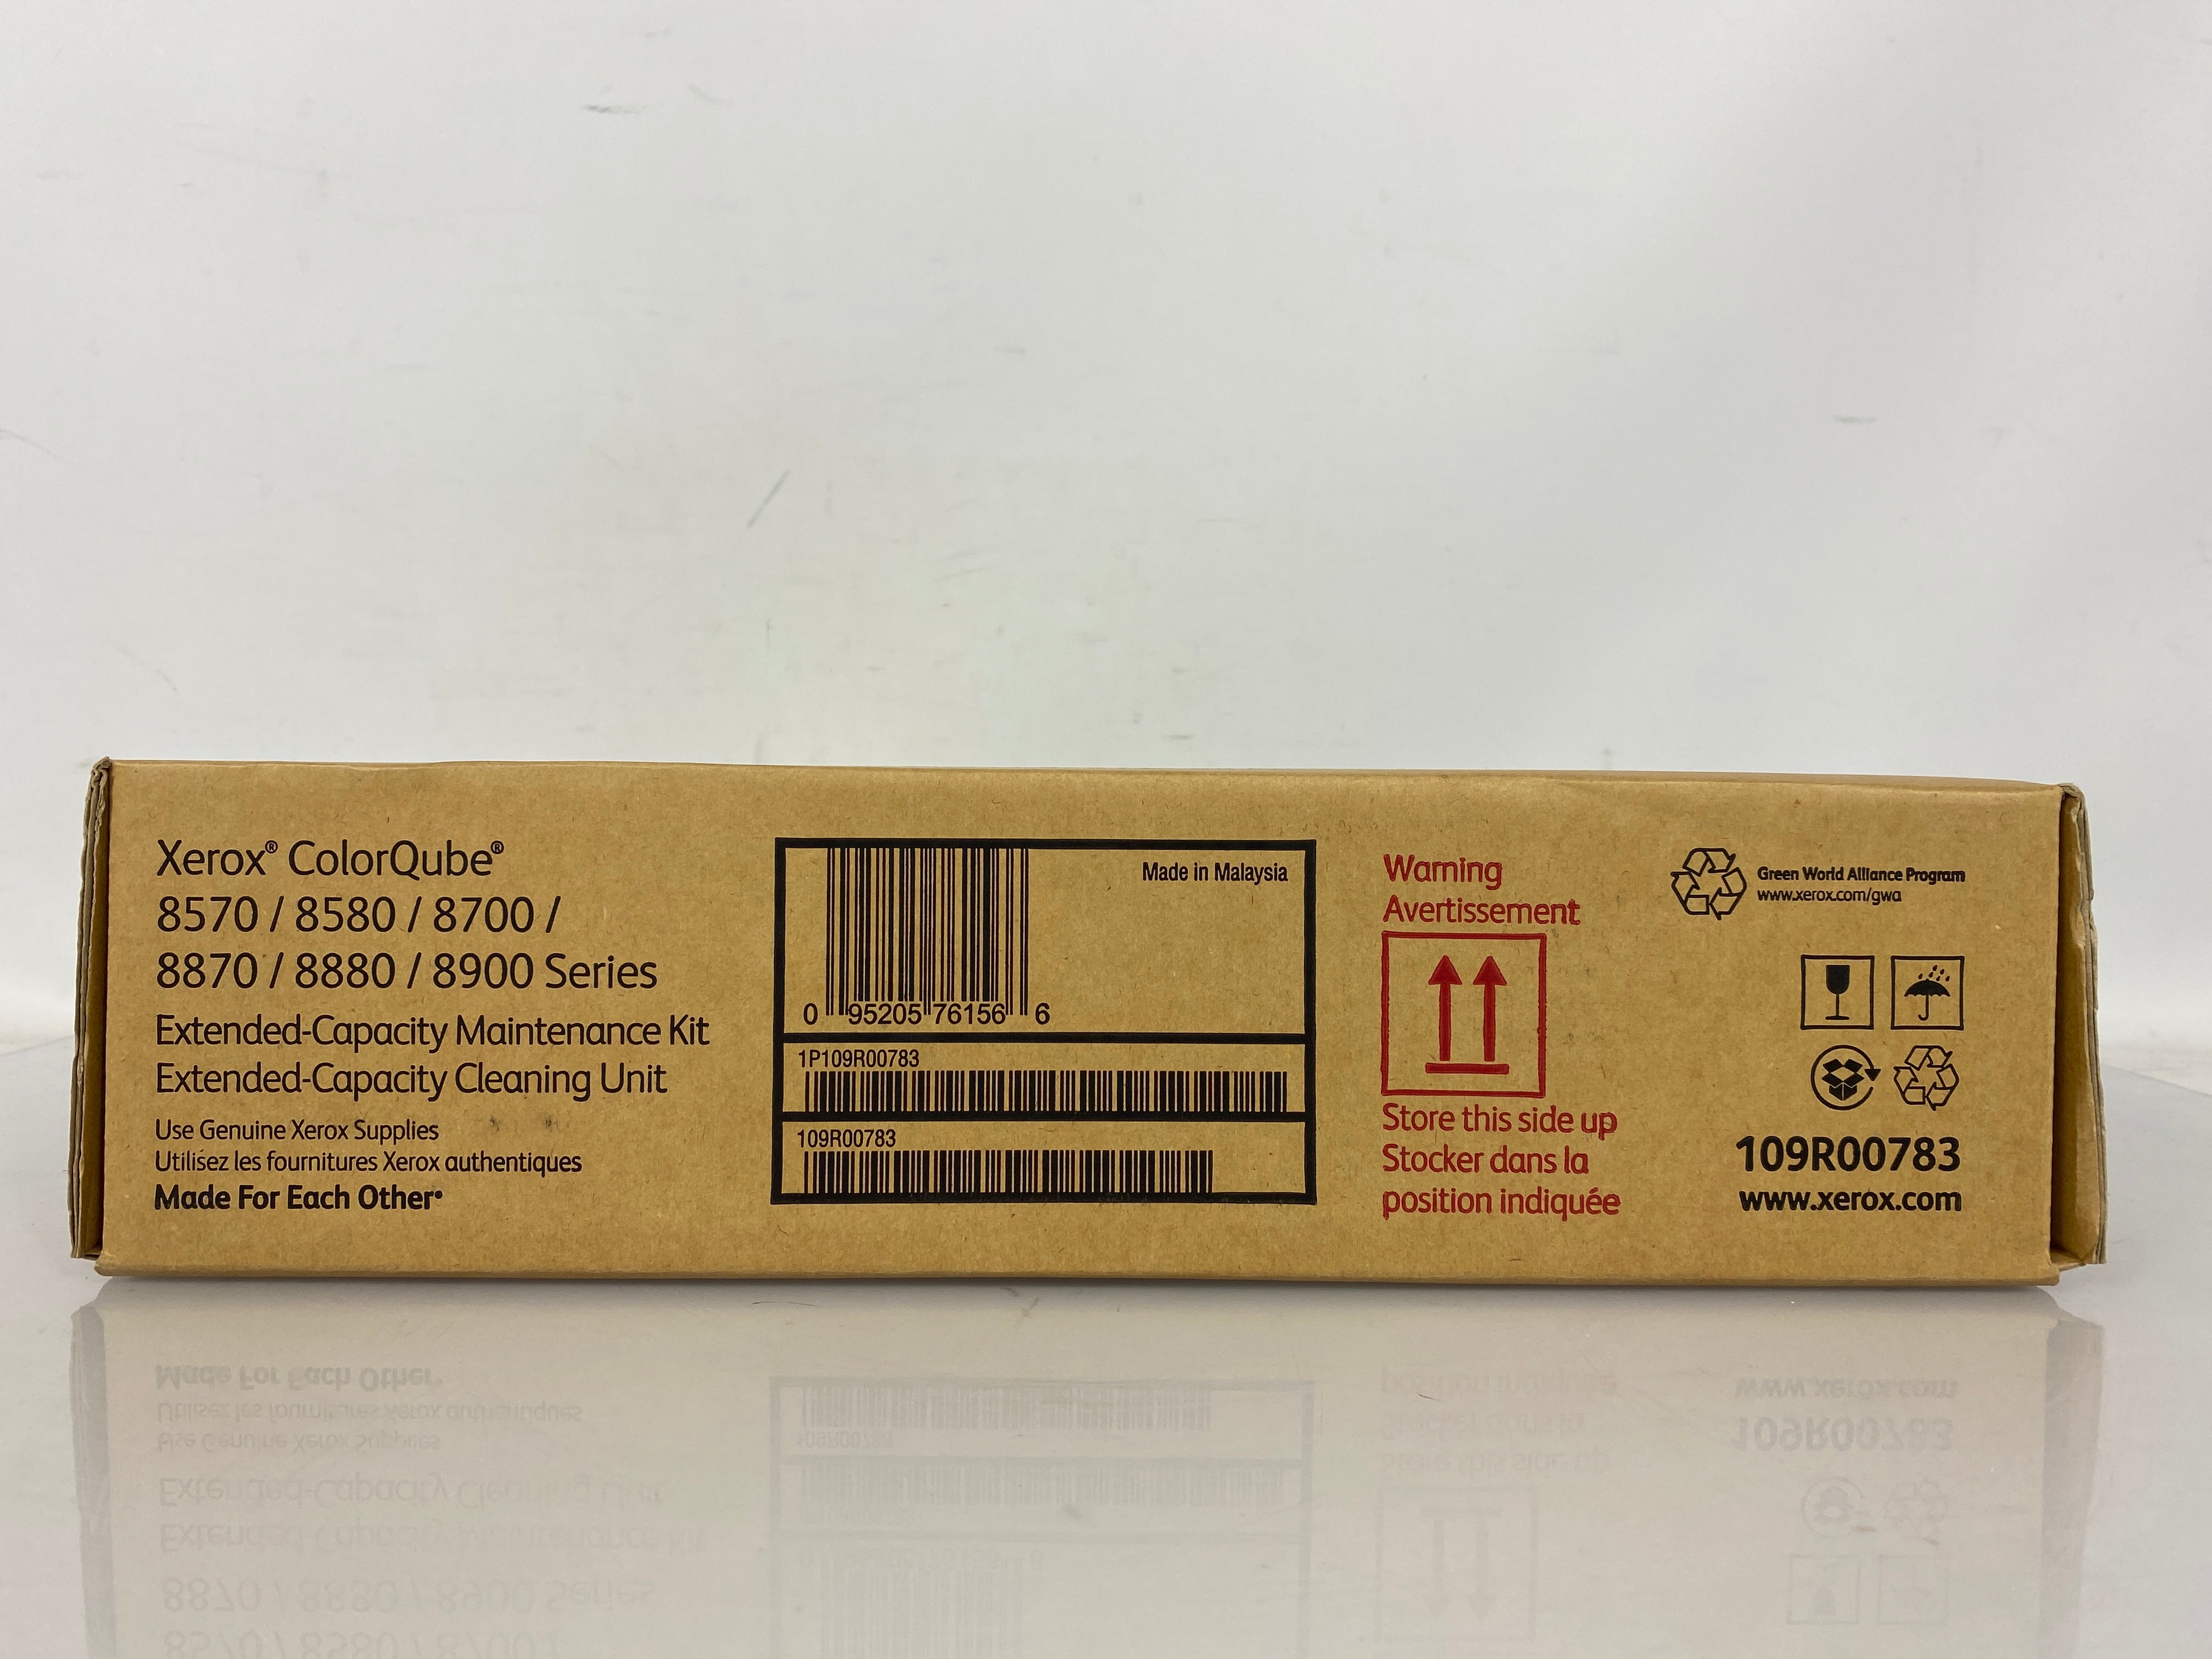 Xerox® ColorQube®
8570 / 8580 / 8700 /
8870 / 8880 / 8900 Series
Extended-Capacity Maintenance Kit
Extended-Capacity Cleaning Unit
Use Genuine Xerox Supplies
Utilisez les fournitures Xerox authentiques
Made For Each Other®
Made in Malaysia
0 95205 76156 6
1P109R00783
109R00783
Warning
Avertissement
Store this side up
Stocker dans la
position indiquée
Green World Alliance Program
www.xerox.com/gwa
109R00783
www.xerox.com